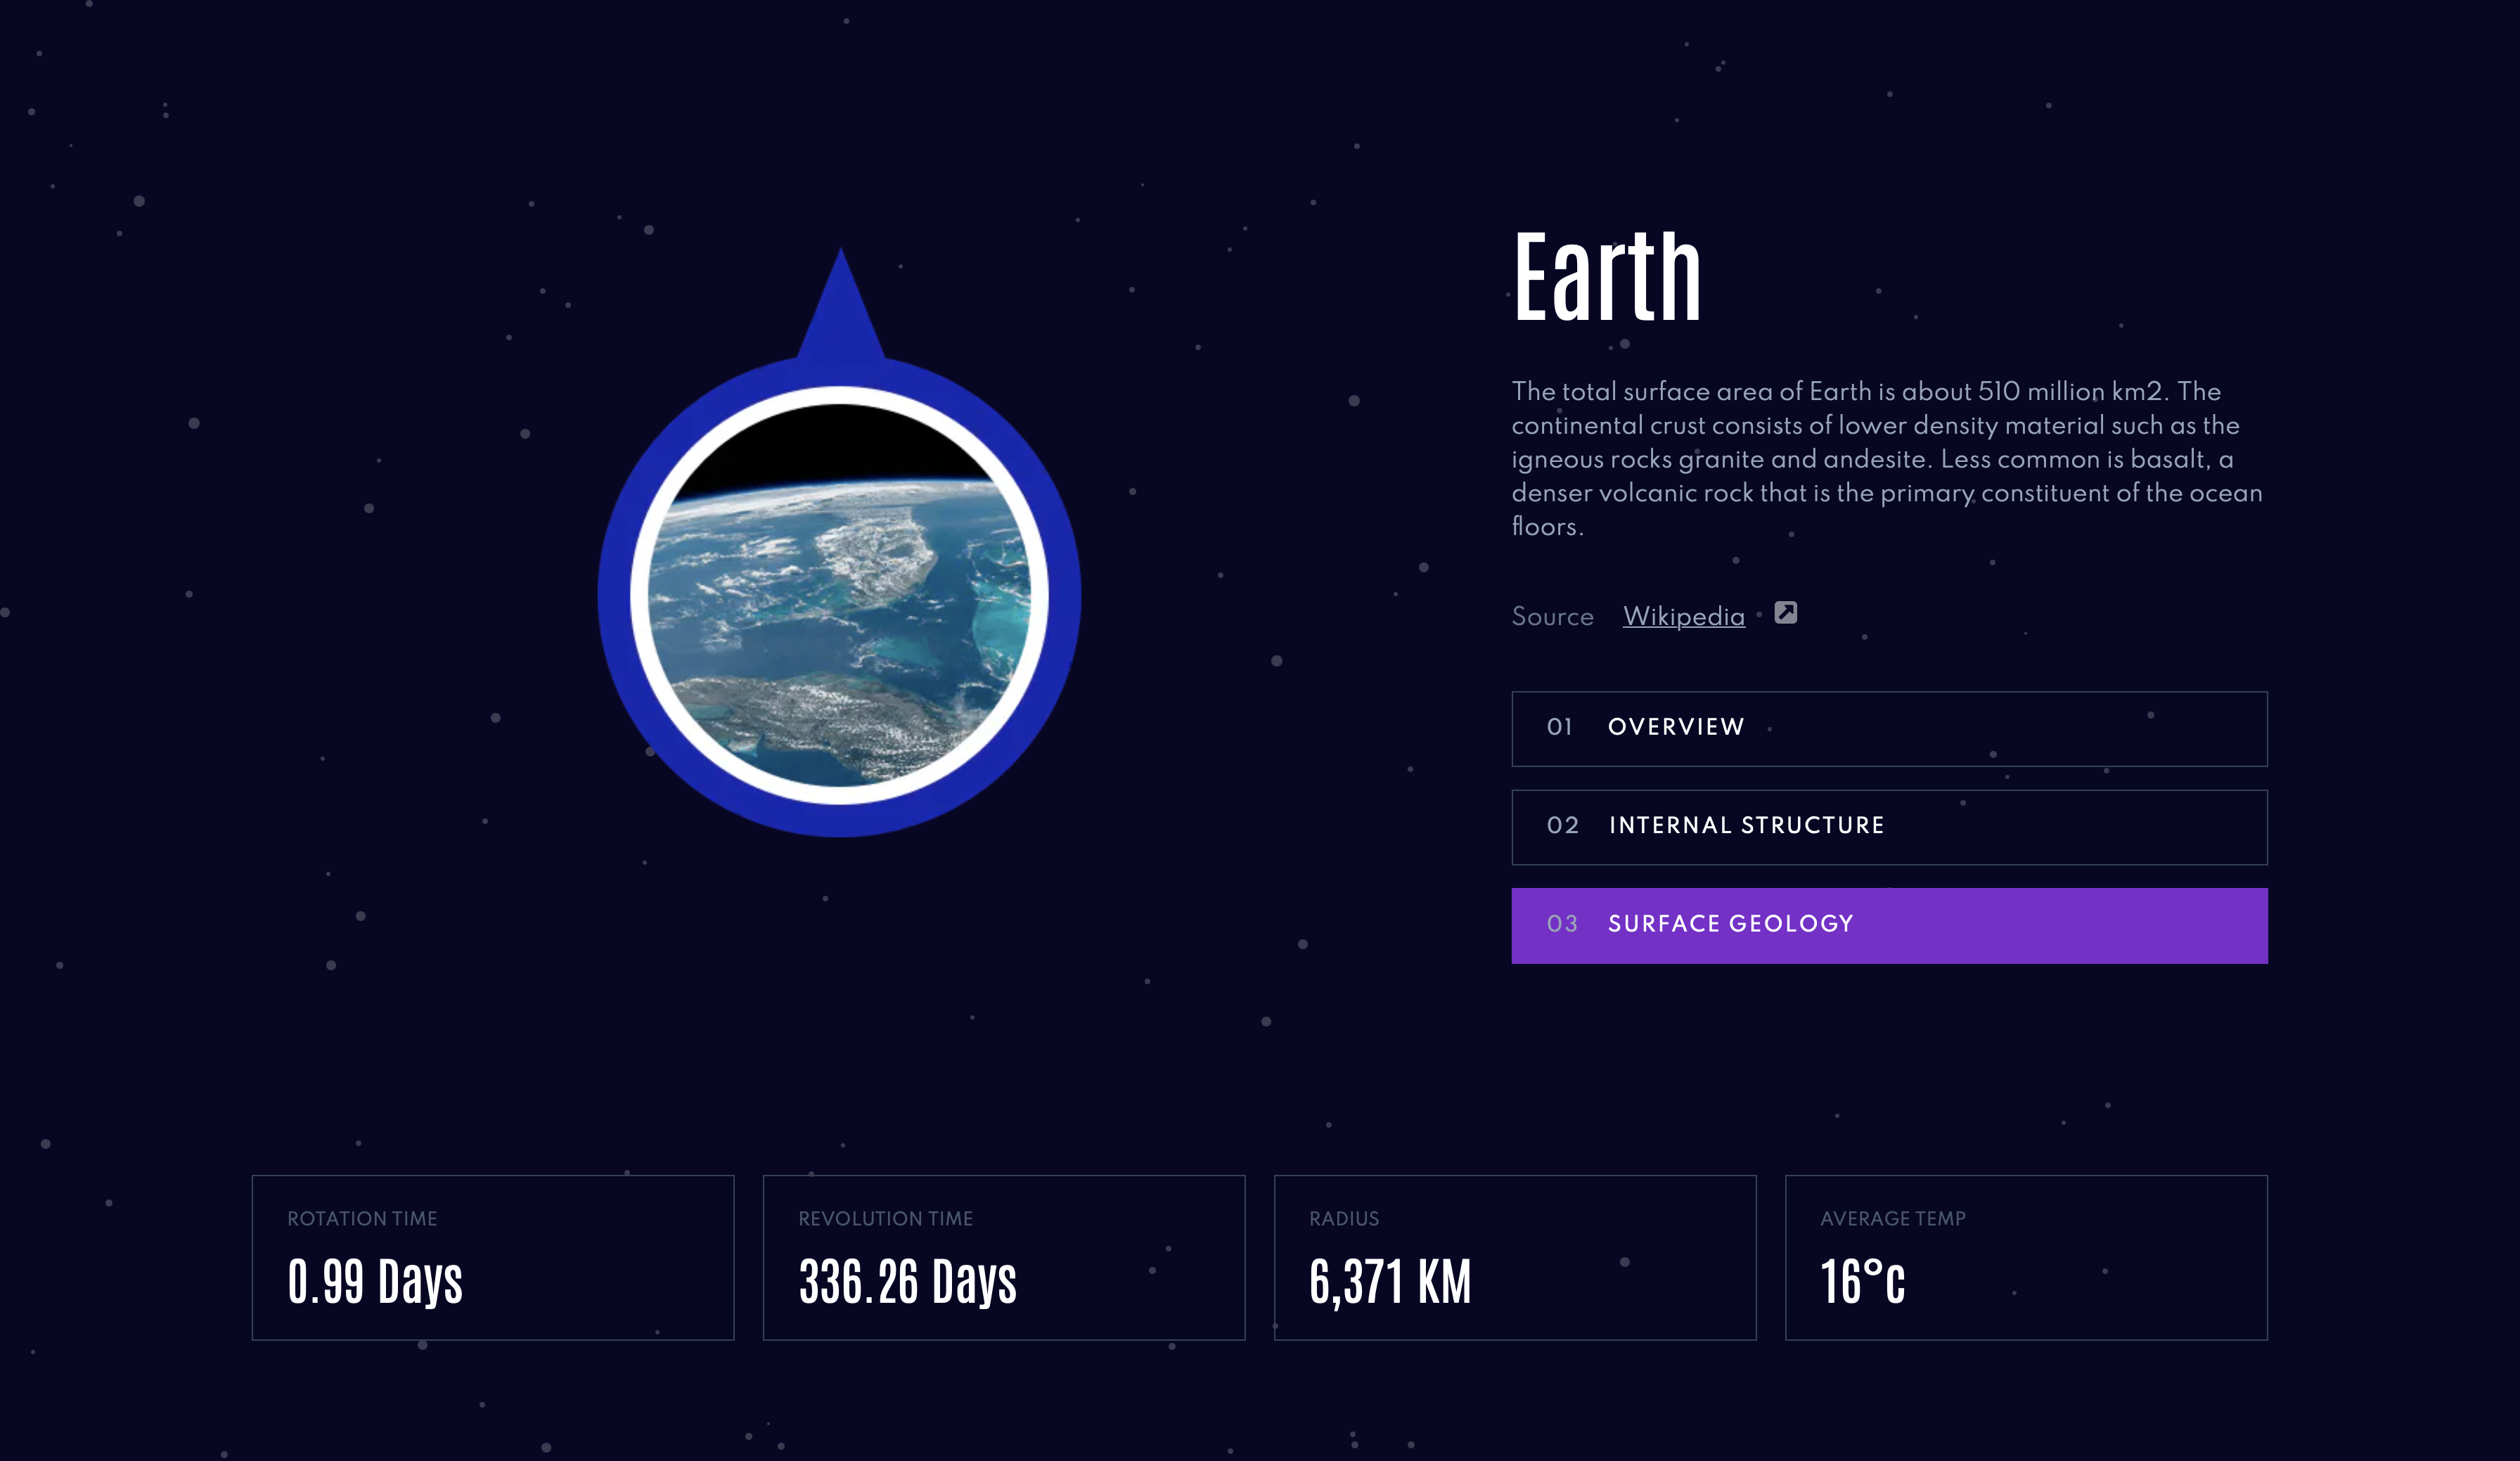 Earth
The total surface area of Earth is about 510 million km2. The
continental crust consists of lower density material such as the
igneous rocks granite and andesite. Less common is basalt, a
denser volcanic rock that is the primary constituent of the ocean
floors.
Source Wikipedia
01 OVERVIEW
02 INTERNAL STRUCTURE
03 SURFACE GEOLOGY
ROTATION TIME
0.99 Days
REVOLUTION TIME
336.26 Days
RADIUS
6,371 KM
AVERAGE TEMP
16°c